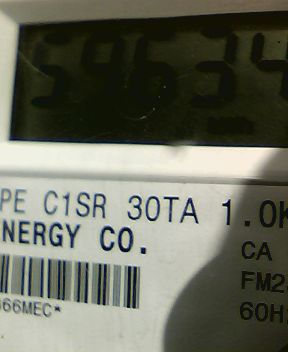 59634
PE C1SR 30TA 1.0K
NERGY CO.
CA
FM2
60H
66MEC*